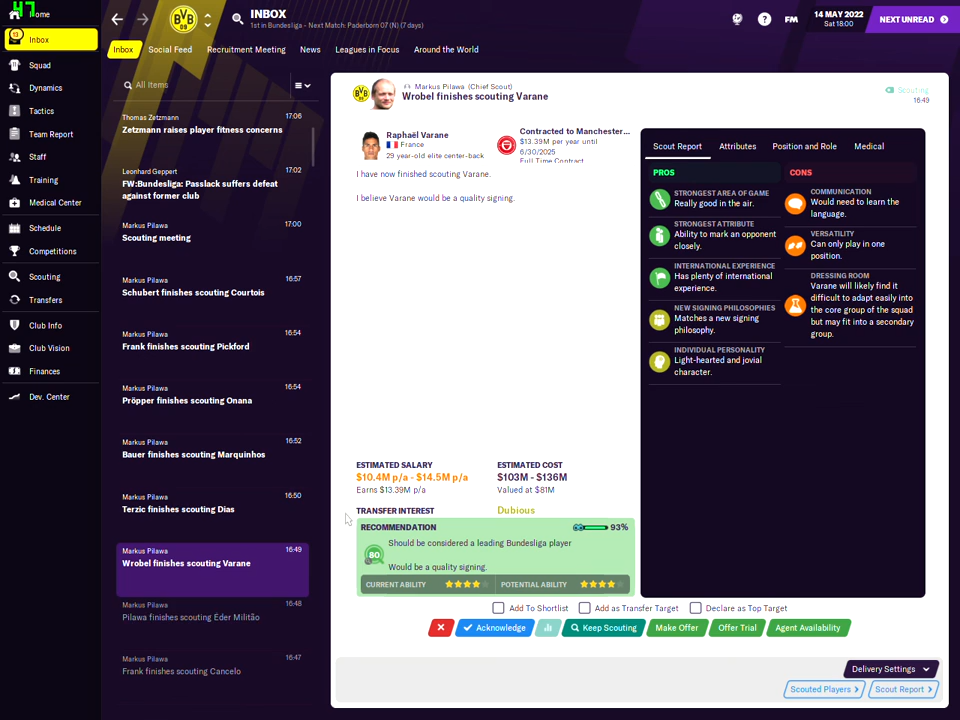 47
Home
INBOX
1st in Bundesliga - Next Match: Paderborn 07 (N) (7 days)
FM
14 MAY 2022
Sat 18:00
NEXT UNREAD
13
Inbox
Squad
Dynamics
Tactics
Team Report
Staff
Training
Medical Center
Schedule
Competitions
Scouting
Transfers
Club Info
Club Vision
Finances
Dev. Center
Inbox
Social Feed
Recruitment Meeting
News
Leagues in Focus
Around the World
All Items
Thomas Zetzmann
17:06
Zetzmann raises player fitness concerns
Leonhard Geppert
17:02
FW:Bundesliga: Passlack suffers defeat
against former club
Markus Pilawa
17:00
Scouting meeting
Markus Pilawa
16:57
Schubert finishes scouting Courtois
Markus Pilawa
16:54
Frank finishes scouting Pickford
Markus Pilawa
16:54
Pröpper finishes scouting Onana
Markus Pilawa
16:52
Bauer finishes scouting Marquinhos
Markus Pilawa
16:50
Terzic finishes scouting Dias
Markus Pilawa
16:49
Wrobel finishes scouting Varane
Markus Pilawa
16:48
Pilawa finishes scouting Éder Militão
Markus Pilawa
16:47
Frank finishes scouting Cancelo
BVB
09
Markus Pilawa (Chief Scout)
Wrobel finishes scouting Varane
Scouting
16:49
Raphaël Varane
France
29 year-old elite center-back
Contracted to Manchester...
$13.39M per year until
6/30/2025
Full Time Contract
I have now finished scouting Varane.
I believe Varane would be a quality signing.
Scout Report
Attributes
Position and Role
Medical
PROS
STRONGEST AREA OF GAME
Really good in the air.
STRONGEST ATTRIBUTE
Ability to mark an opponent
closely.
INTERNATIONAL EXPERIENCE
Has plenty of international
experience.
NEW SIGNING PHILOSOPHIES
Matches a new signing
philosophy.
INDIVIDUAL PERSONALITY
Light-hearted and jovial
character.
CONS
COMMUNICATION
Would need to learn the
language.
VERSATILITY
Can only play in one
position.
DRESSING ROOM
Varane will likely find it
difficult to adapt easily into
the core group of the squad
but may fit into a secondary
group.
ESTIMATED SALARY
$10.4M p/a - $14.5M p/a
Earns $13.39M p/a
ESTIMATED COST
$103M - $136M
Valued at $81M
TRANSFER INTEREST
Dubious
RECOMMENDATION
93%
80
Should be considered a leading Bundesliga player
Would be a quality signing.
CURRENT ABILITY
POTENTIAL ABILITY
Add To Shortlist
Add as Transfer Target
Declare as Top Target
Acknowledge
Keep Scouting
Make Offer
Offer Trial
Agent Availability
Delivery Settings
Scouted Players
Scout Report